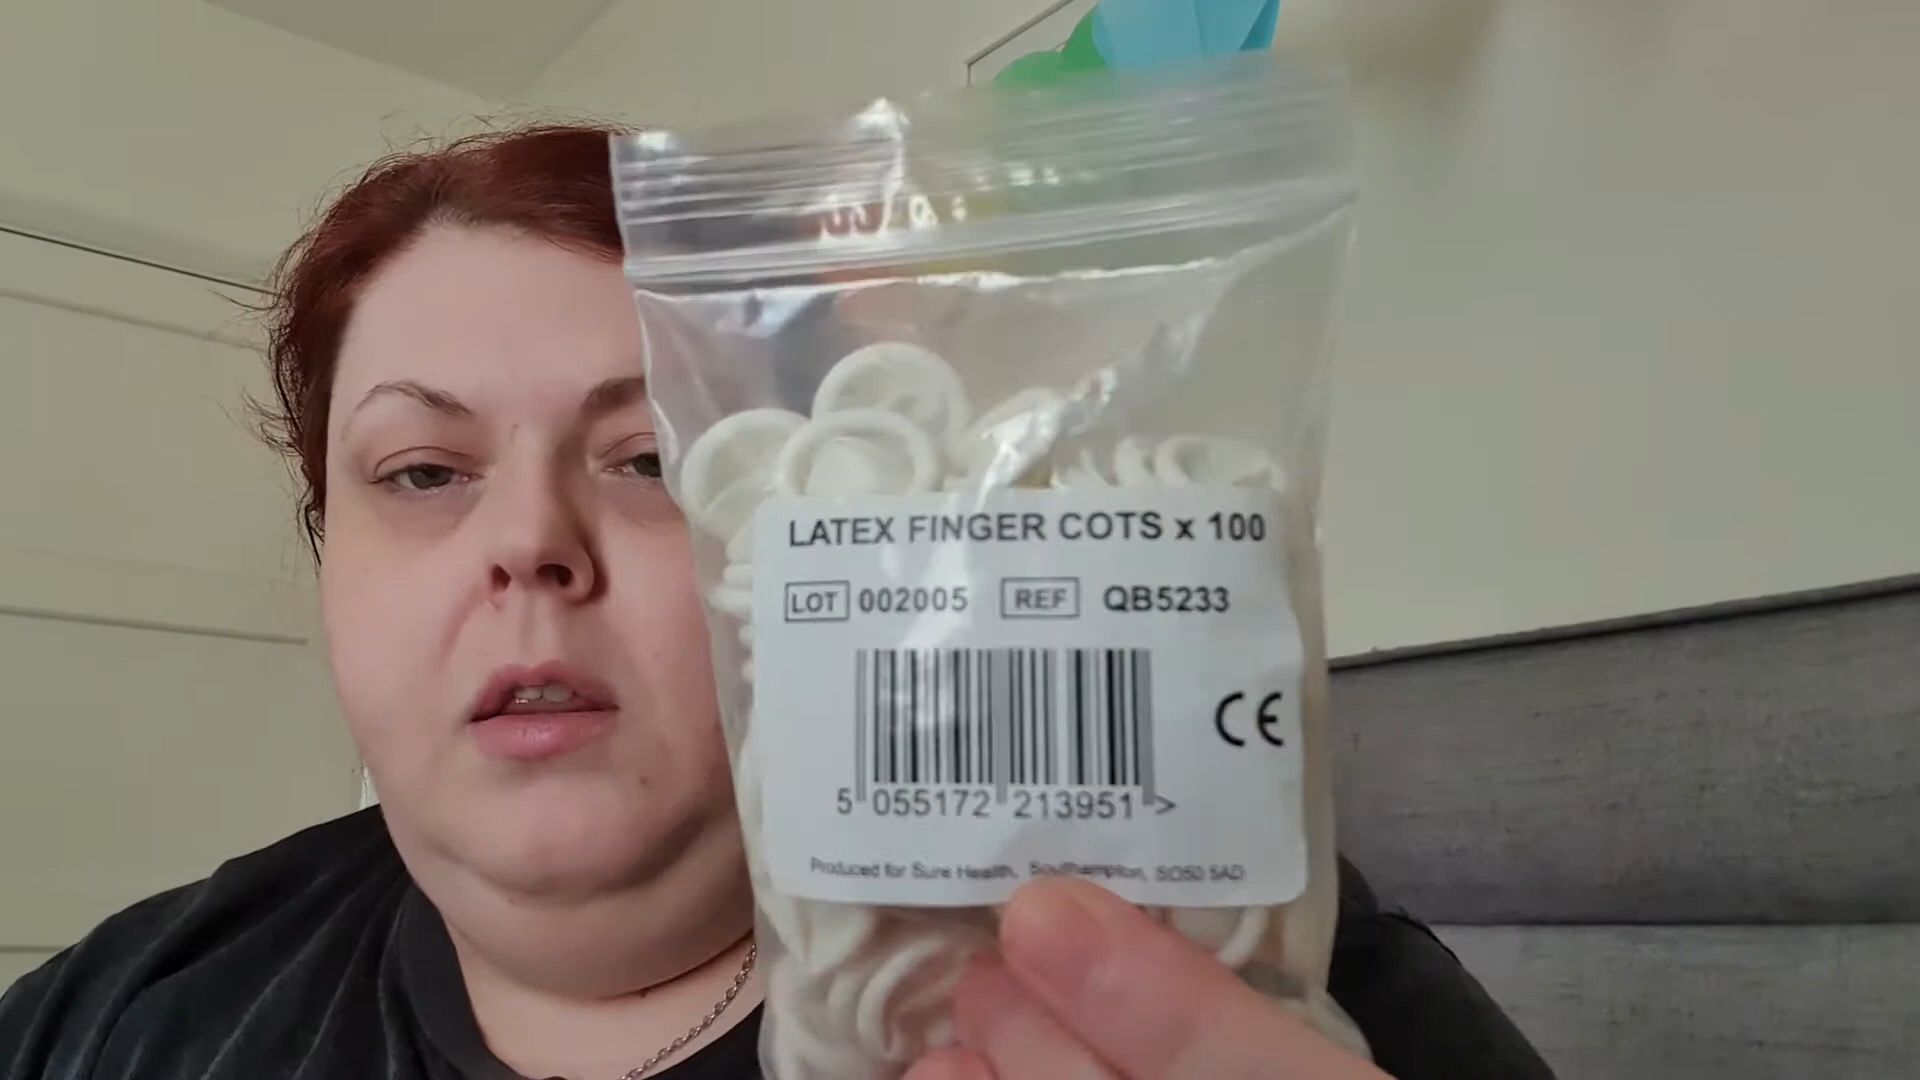 LATEX FINGER COTS x 100
LOT 002005 REF QB5233
CE
5 055172 213951 >
Produced for Sure Health, Southampton, SO50 5AD